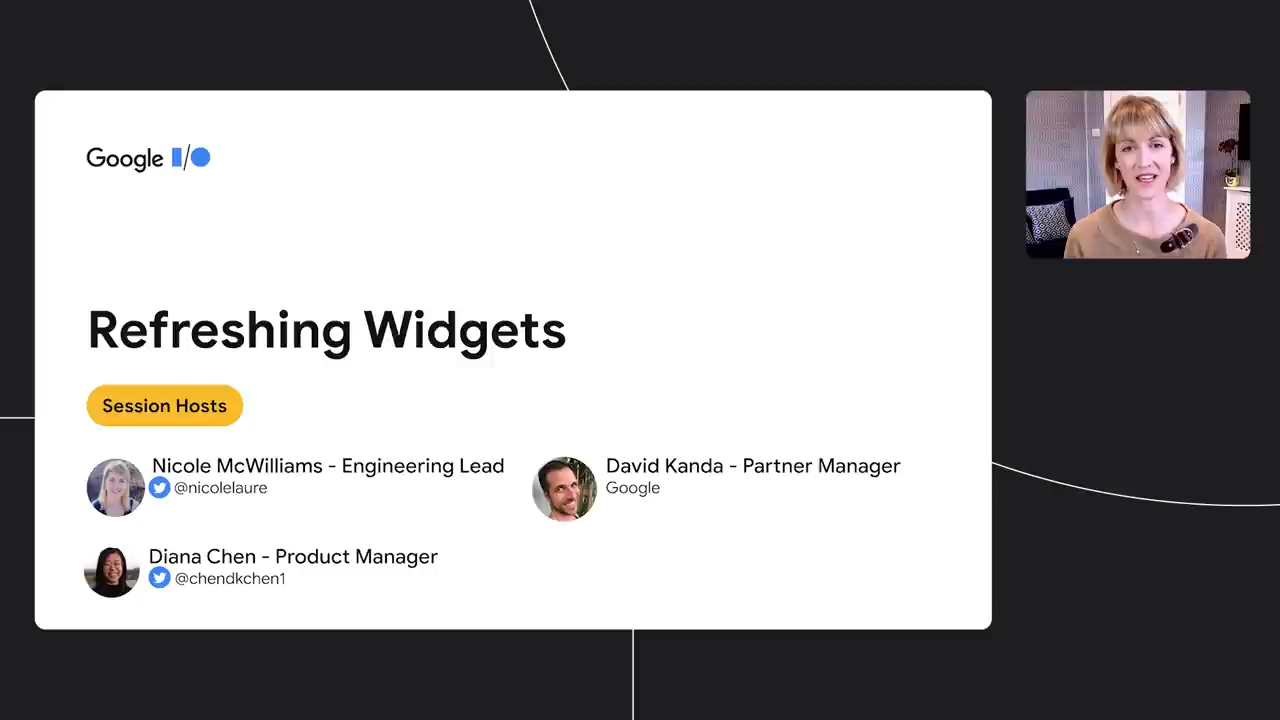 Google I/O
Refreshing Widgets
Session Hosts
Nicole McWilliams - Engineering Lead
@nicolelaure
David Kanda - Partner Manager
Google
Diana Chen - Product Manager
@chendkchen1